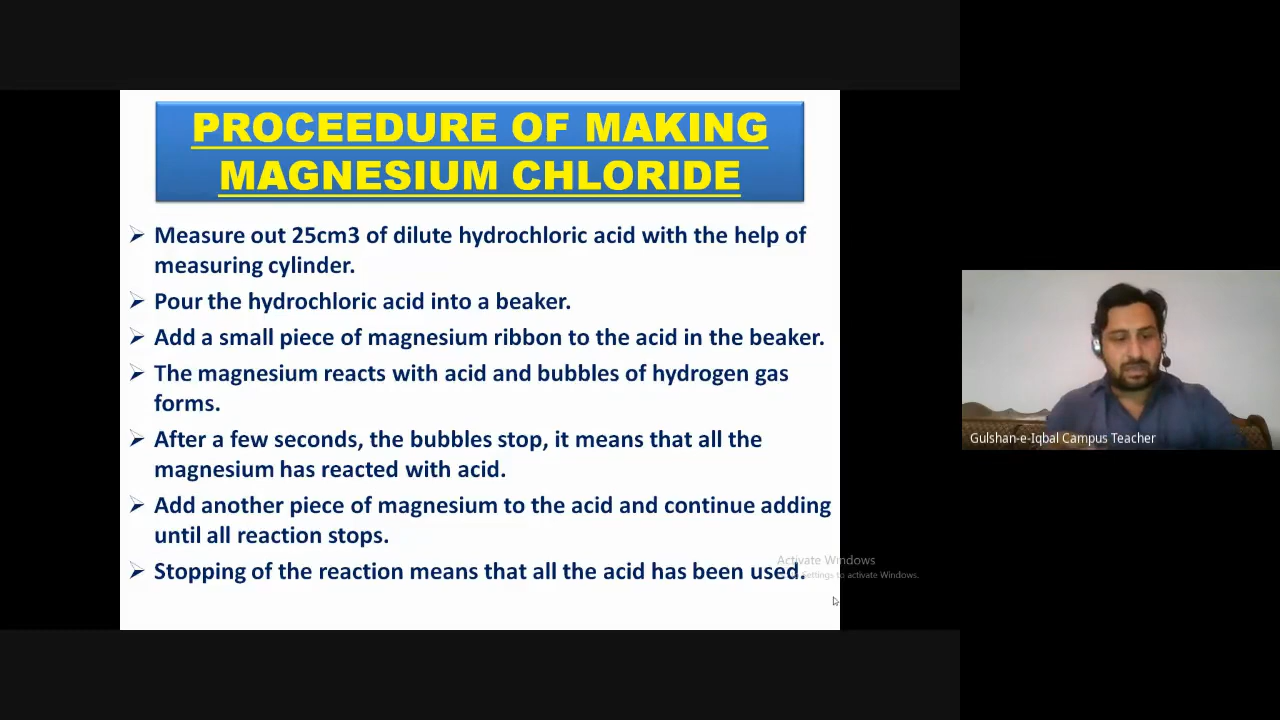 PROCEEDURE OF MAKING
MAGNESIUM CHLORIDE
➢ Measure out 25cm3 of dilute hydrochloric acid with the help of
measuring cylinder.
➢ Pour the hydrochloric acid into a beaker.
➢ Add a small piece of magnesium ribbon to the acid in the beaker.
➢ The magnesium reacts with acid and bubbles of hydrogen gas
forms.
➢ After a few seconds, the bubbles stop, it means that all the
magnesium has reacted with acid.
➢ Add another piece of magnesium to the acid and continue adding
until all reaction stops.
➢ Stopping of the reaction means that all the acid has been used.
Activate Windows
Settings to activate Windows.
Gulshan-e-Iqbal Campus Teacher